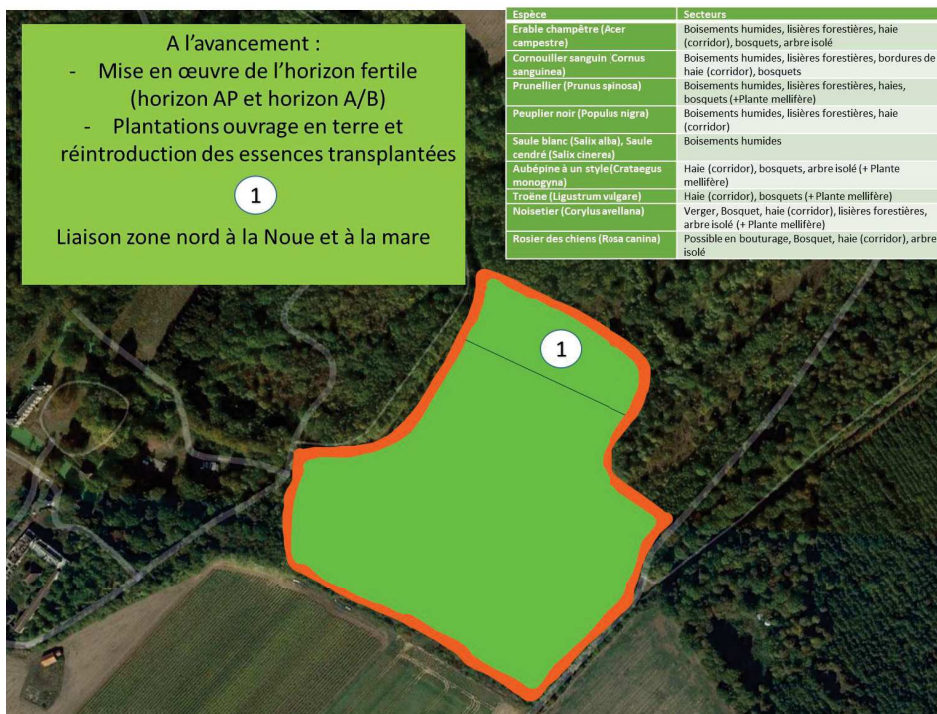 A l'avancement :
- Mise en œuvre de l'horizon fertile
(horizon AP et horizon A/B)
- Plantations ouvrage en terre et
réintroduction des essences transplantées
1
Liaison zone nord à la Noue et à la mare
Espèce Secteurs
Erable champêtre (Acer Boisements humides, lisières forestières, haie
campestre) (corridor), bosquets, arbre isolé
Cornouiller sanguin (Cornus Boisements humides, lisières forestières, bordures de
sanguinea) haie (corridor), bosquets
Prunellier (Prunus spinosa) Boisements humides, lisières forestières, haies,
bosquets (+Plante mellifère)
Peuplier noir (Populus nigra) Boisements humides, lisières forestières, haie
(corridor)
Saule blanc (Salix alba), Saule Boisements humides
cendré (Salix cinerea)
Aubépine à un style(Crataegus Haie (corridor), bosquets, arbre isolé (+ Plante
monogyna) mellifère)
Troëne (Ligustrum vulgare) Haie (corridor), bosquets (+ Plante mellifère)
Noisetier (Corylus avellana) Verger, Bosquet, haie (corridor), lisières forestières,
arbre isolé (+ Plante mellifère)
Rosier des chiens (Rosa canina) Possible en bouturage, Bosquet, haie (corridor), arbre
isolé
1